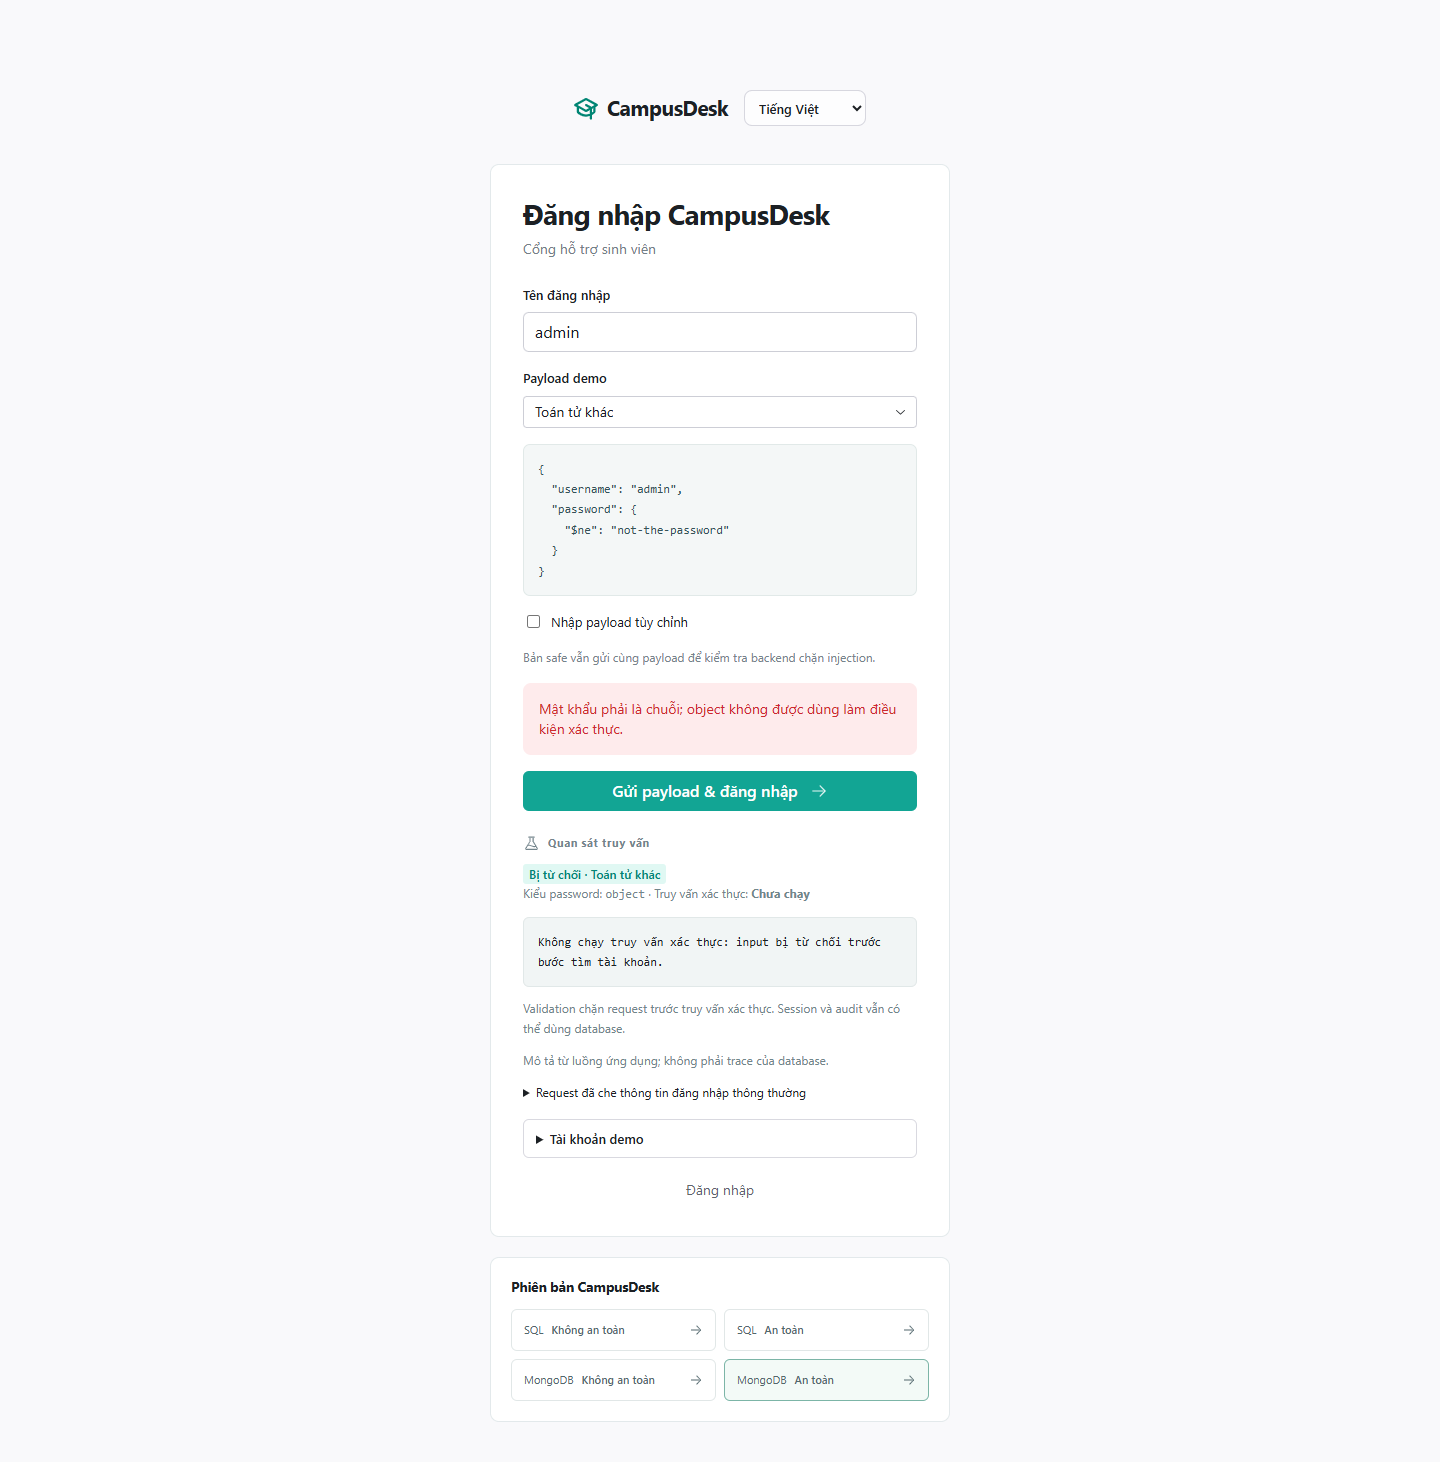 CampusDesk
Tiếng Việt
Đăng nhập CampusDesk
Cổng hỗ trợ sinh viên
Tên đăng nhập
admin
Payload demo
Toán tử khác
{
  "username": "admin",
  "password": {
    "$ne": "not-the-password"
  }
}
Nhập payload tùy chỉnh
Bản safe vẫn gửi cùng payload để kiểm tra backend chặn injection.
Mật khẩu phải là chuỗi; object không được dùng làm điều
kiện xác thực.
Gửi payload & đăng nhập →
Quan sát truy vấn
Bị từ chối · Toán tử khác
Kiểu password: object · Truy vấn xác thực: Chưa chạy
Không chạy truy vấn xác thực: input bị từ chối trước
bước tìm tài khoản.
Validation chặn request trước truy vấn xác thực. Session và audit vẫn có
thể dùng database.
Mô tả từ luồng ứng dụng; không phải trace của database.
Request đã che thông tin đăng nhập thông thường
Tài khoản demo
Đăng nhập
Phiên bản CampusDesk
SQL Không an toàn →
SQL An toàn →
MongoDB Không an toàn →
MongoDB An toàn →